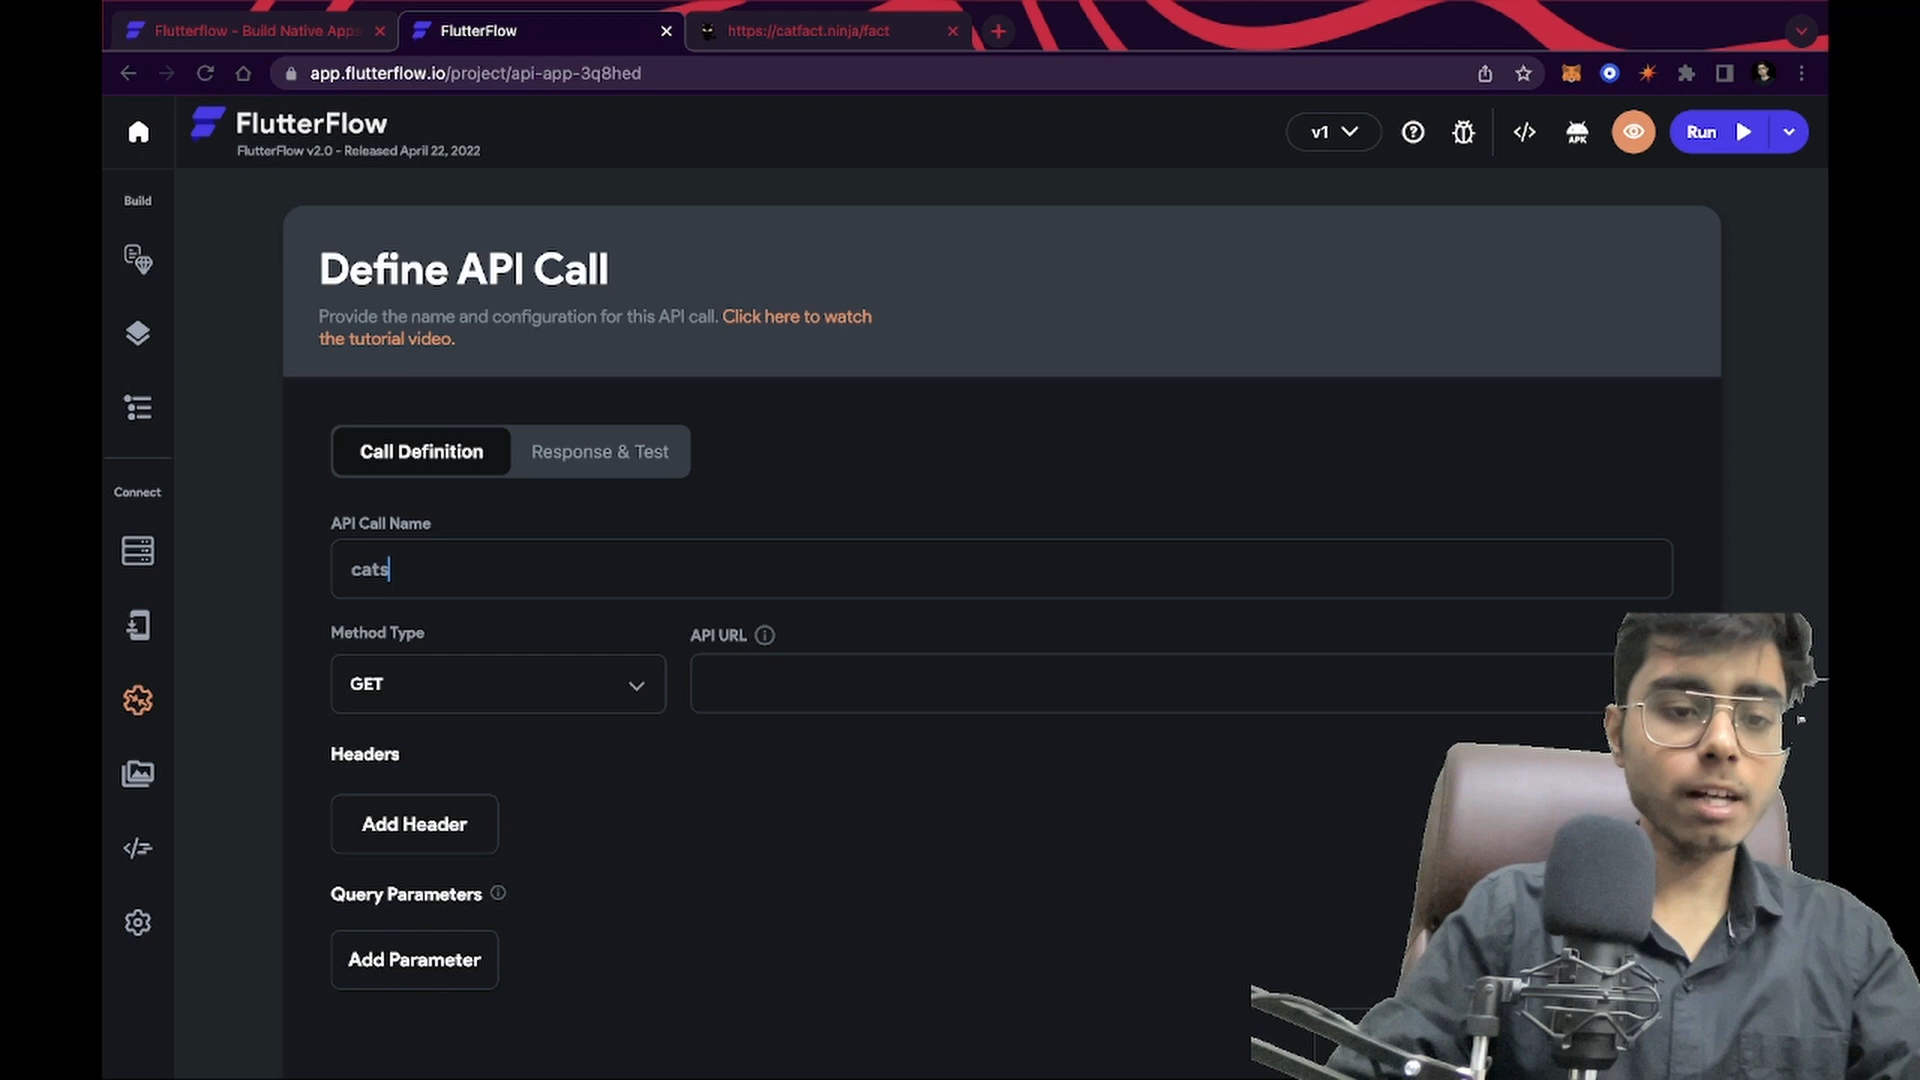 Flutterflow - Build Native Apps
FlutterFlow
https://catfact.ninja/fact
app.flutterflow.io/project/api-app-3q8hed
FlutterFlow
FlutterFlow v2.0 - Released April 22, 2022
v1
APK
Run
Build
Define API Call
Provide the name and configuration for this API call. Click here to watch
the tutorial video.
Call Definition
Response & Test
Connect
API Call Name
cats
Method Type
API URL
GET
Headers
Add Header
Query Parameters
Add Parameter